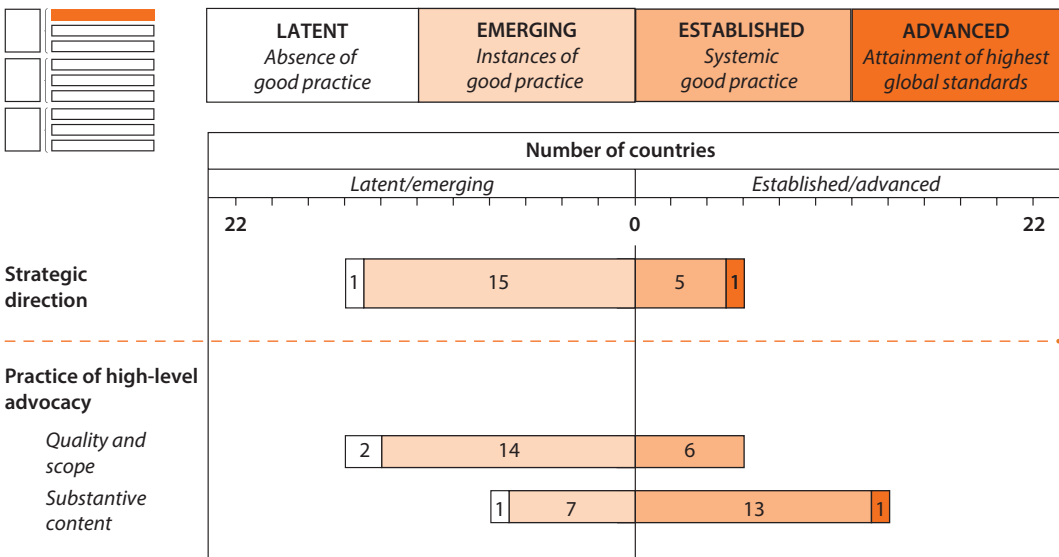 LATENT
Absence of
good practice
EMERGING
Instances of
good practice
ESTABLISHED
Systemic
good practice
ADVANCED
Attainment of highest
global standards
Number of countries
Latent/emerging
Established/advanced
22
0
22
Strategic
direction
1
15
5
1
Practice of high-level
advocacy
Quality and
scope
2
14
6
Substantive
content
1
7
13
1